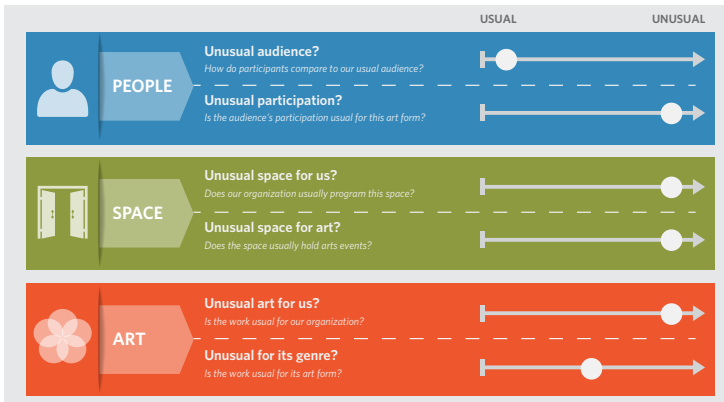 USUAL UNUSUAL
PEOPLE
Unusual audience?
How do participants compare to our usual audience?
Unusual participation?
Is the audience's participation usual for this art form?
SPACE
Unusual space for us?
Does our organization usually program this space?
Unusual space for art?
Does the space usually hold arts events?
ART
Unusual art for us?
Is the work usual for our organization?
Unusual for its genre?
Is the work usual for its art form?